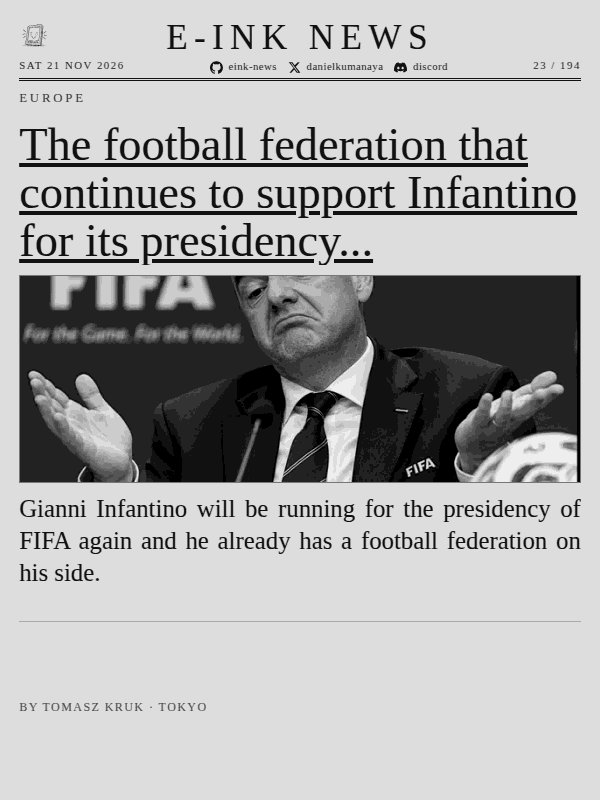 E-INK NEWS
SAT 21 NOV 2026
eink-news
danielkumanaya
discord
23 / 194
EUROPE
The football federation that
continues to support Infantino
for its presidency...
FIFA
For the Game. For the World.
FIFA
Gianni Infantino will be running for the presidency of
FIFA again and he already has a football federation on
his side.
BY TOMASZ KRUK · TOKYO